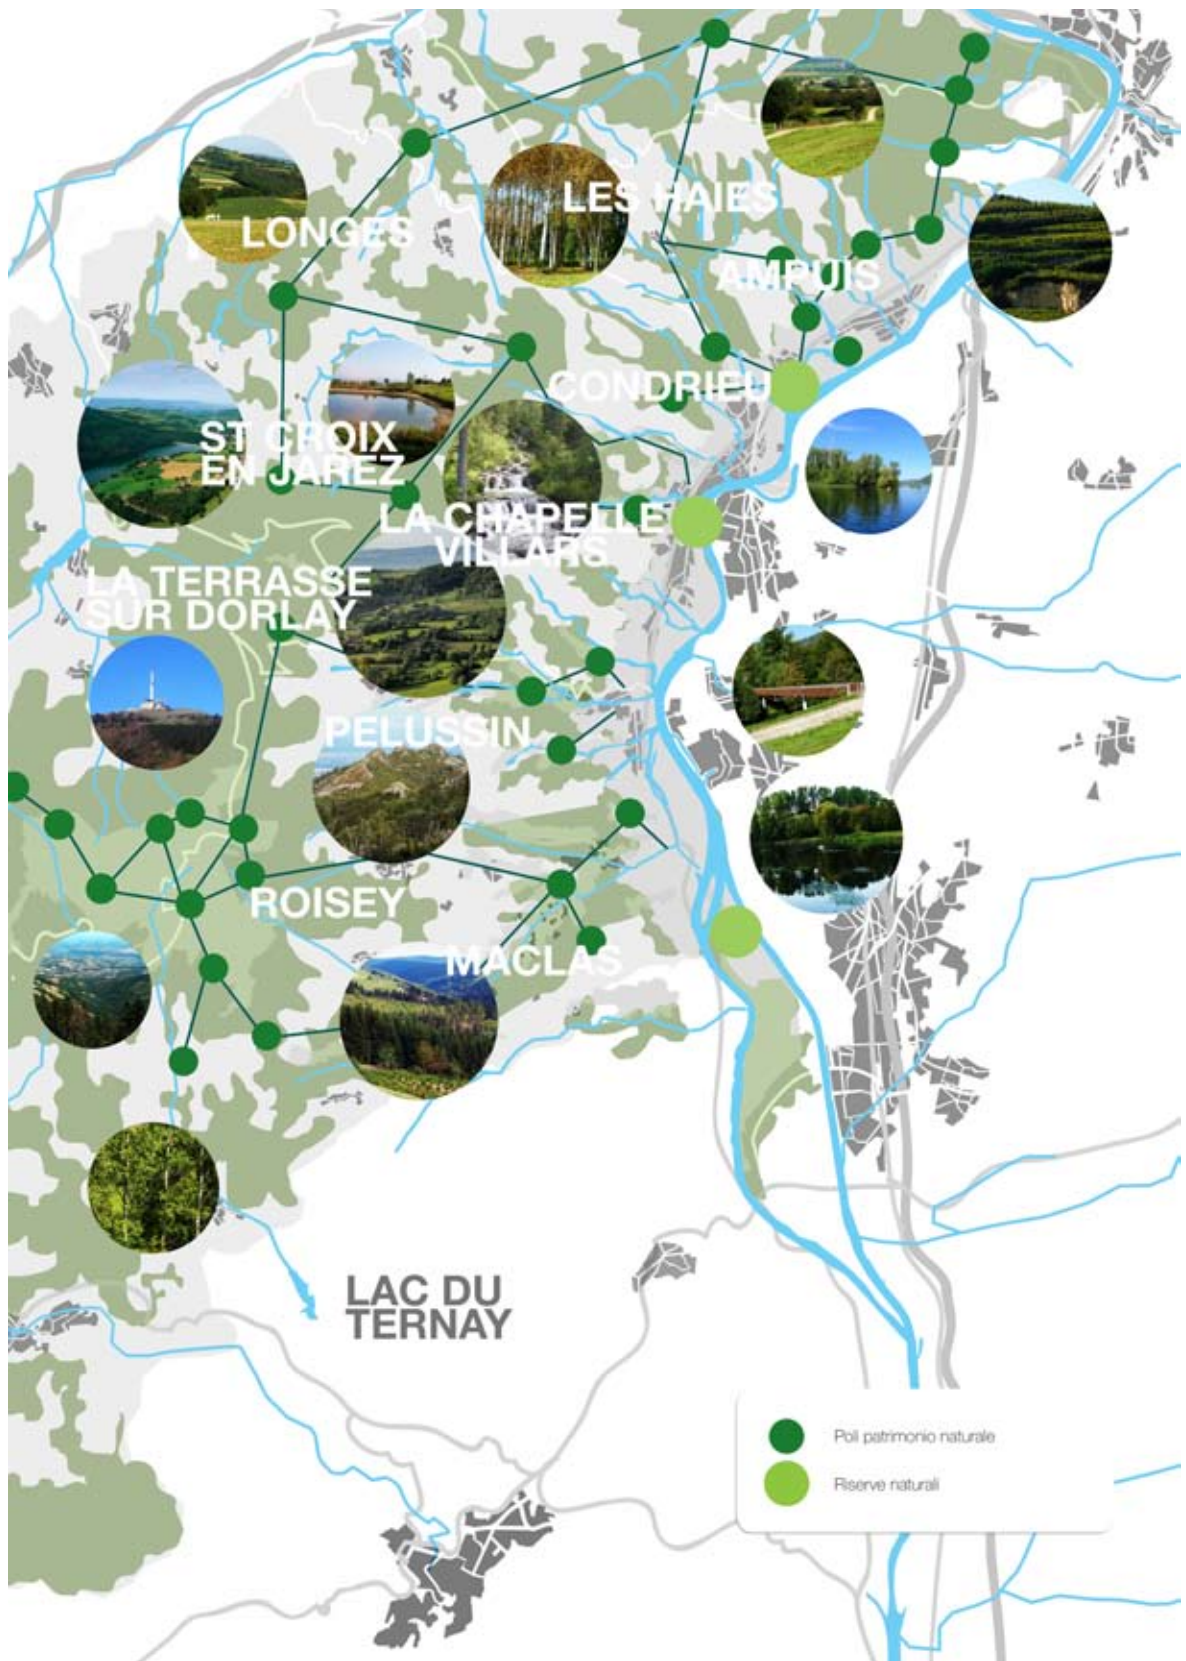 LES HAIES
LONGES
AMPUIS
CONDRIEU
ST CROIX
EN JAREZ
LA CHAPELLE
VILLARS
LA TERRASSE
SUR DORLAY
PELUSSIN
ROISEY
MACLAS
LAC DU
TERNAY
Poli patrimonio naturale
Riserve naturali